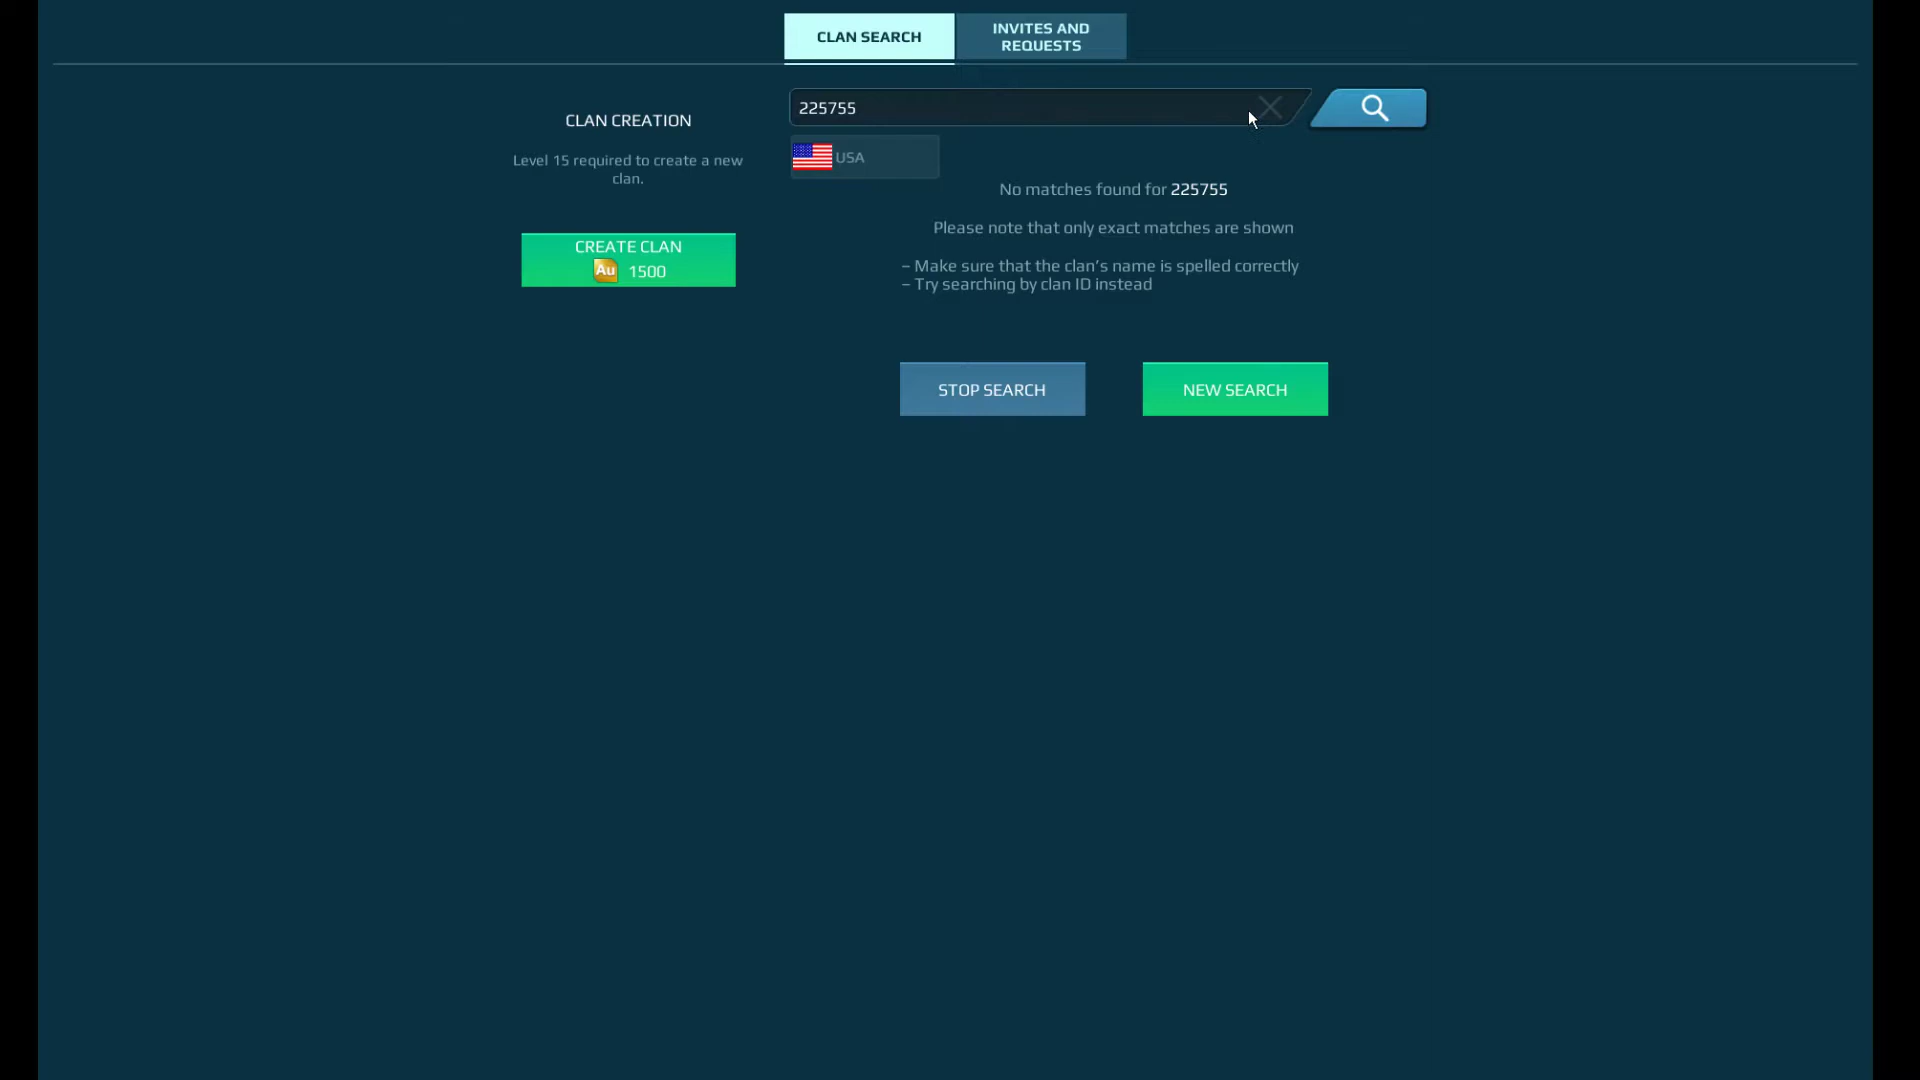 CLAN SEARCH
INVITES AND
REQUESTS
225755
CLAN CREATION
Level 15 required to create a new
clan.
USA
No matches found for 225755
Please note that only exact matches are shown
– Make sure that the clan's name is spelled correctly
– Try searching by clan ID instead
CREATE CLAN
Au 1500
STOP SEARCH
NEW SEARCH